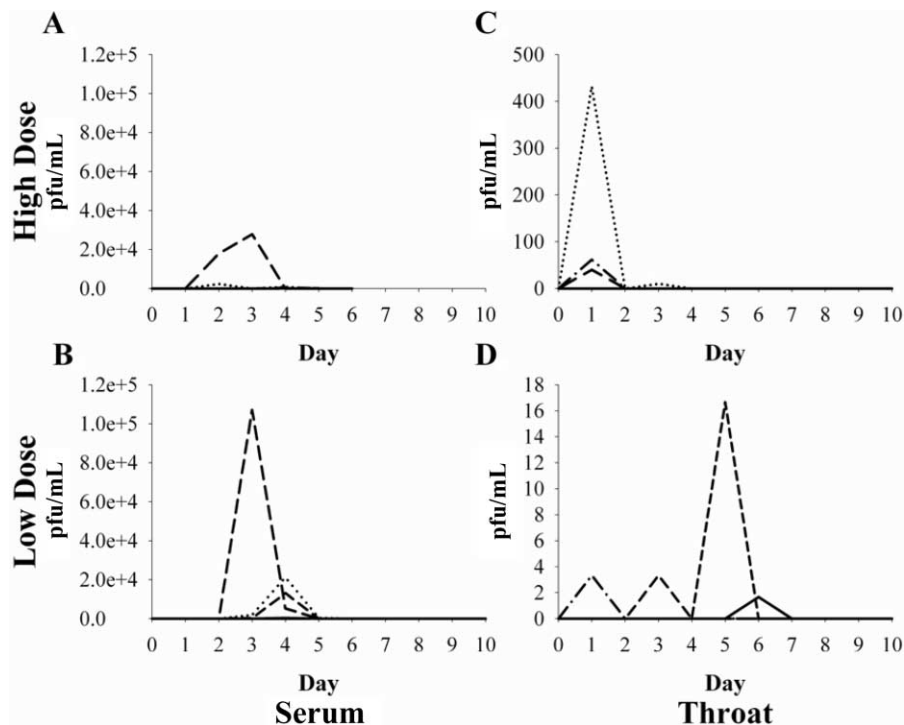 A
High Dose
pfu/mL
1.2e+5
1.0e+5
8.0e+4
6.0e+4
4.0e+4
2.0e+4
0.0
0 1 2 3 4 5 6 7 8 9 10
Day
C
pfu/mL
500
400
300
200
100
0
0 1 2 3 4 5 6 7 8 9 10
Day
B
Low Dose
pfu/mL
1.2e+5
1.0e+5
8.0e+4
6.0e+4
4.0e+4
2.0e+4
0.0
0 1 2 3 4 5 6 7 8 9 10
Day
Serum
D
pfu/mL
18
16
14
12
10
8
6
4
2
0
0 1 2 3 4 5 6 7 8 9 10
Day
Throat